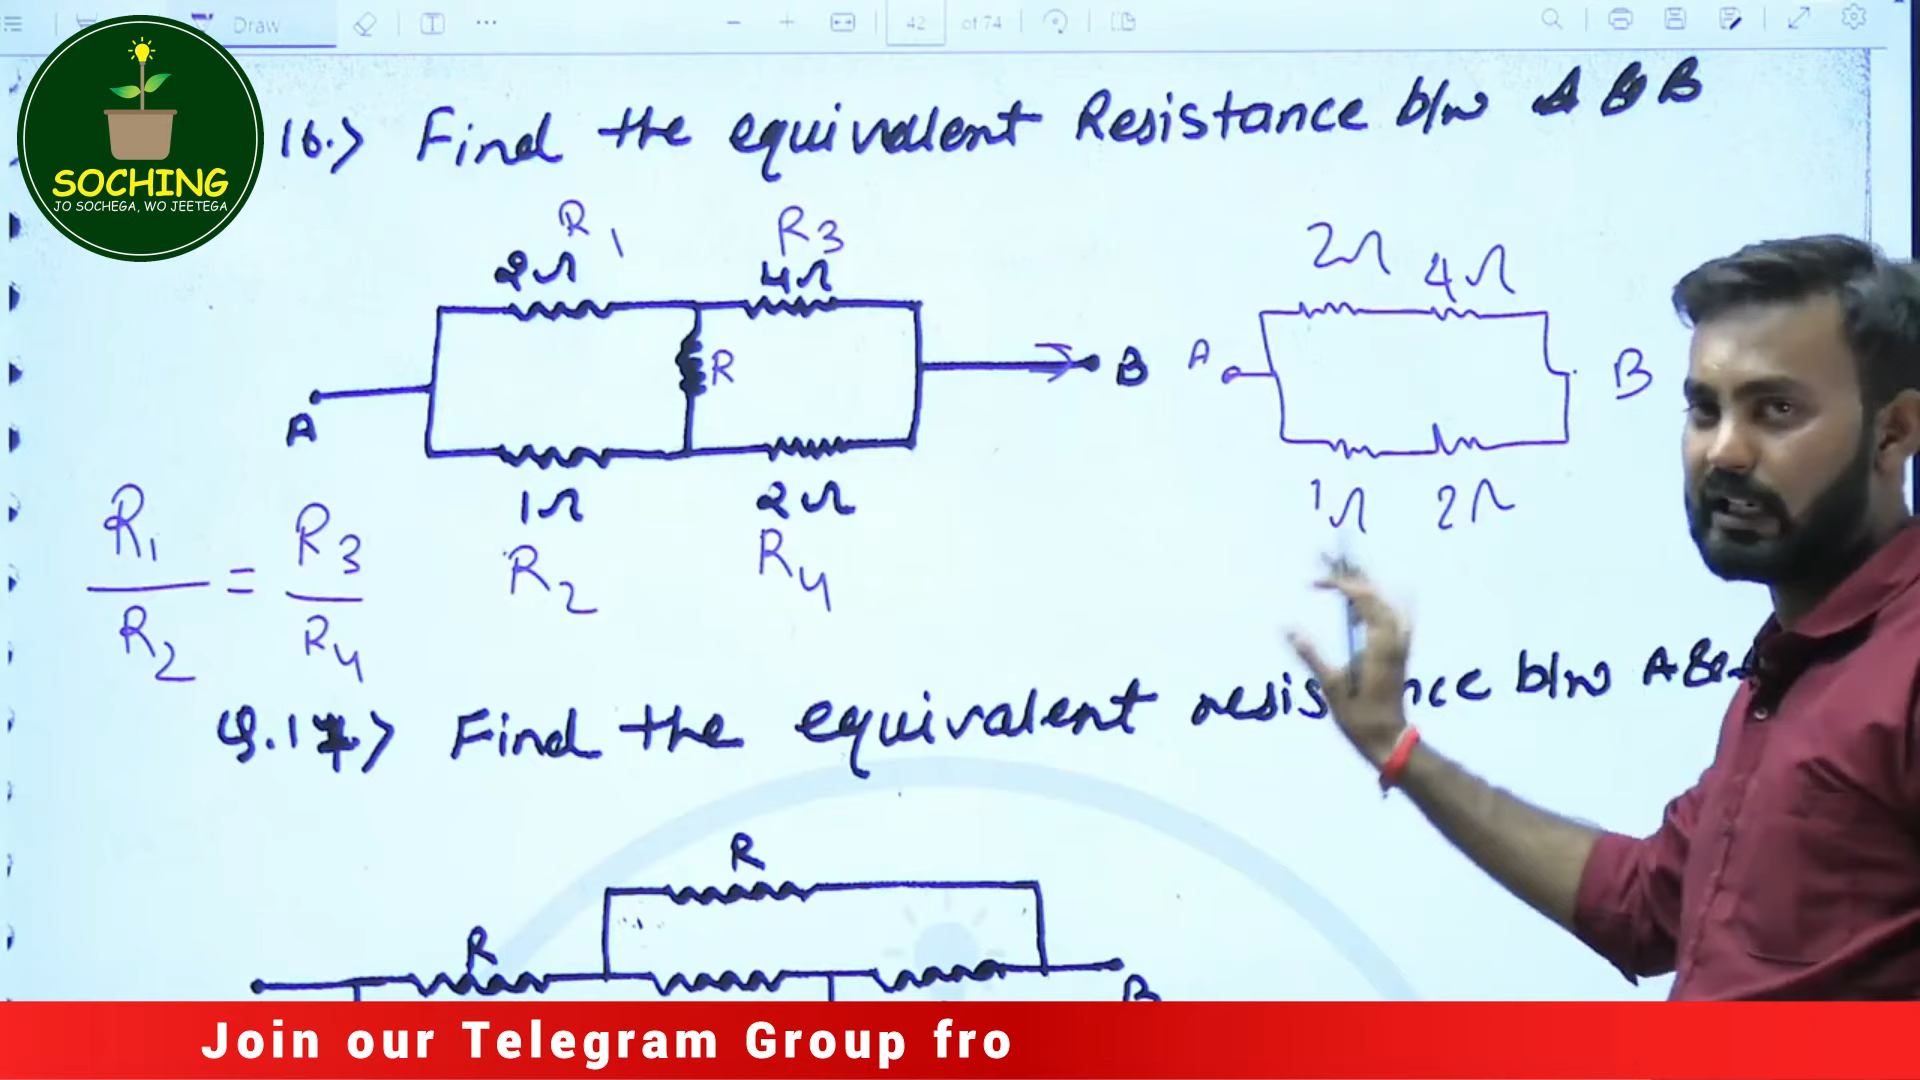 Draw
42 of 74
SOCHING
JO SOCHEGA, WO JEETEGA
16.> Find the equivalent Resistance b/w A & B
R1 R3
2Ω 4Ω
2Ω 4Ω
R
A B
A B
1Ω 2Ω
1Ω 2Ω
R2 R4
R1/R2 = R3/R4
Q.17.> Find the equivalent resis nce b/w A &
R
R
B
Join our Telegram Group fro